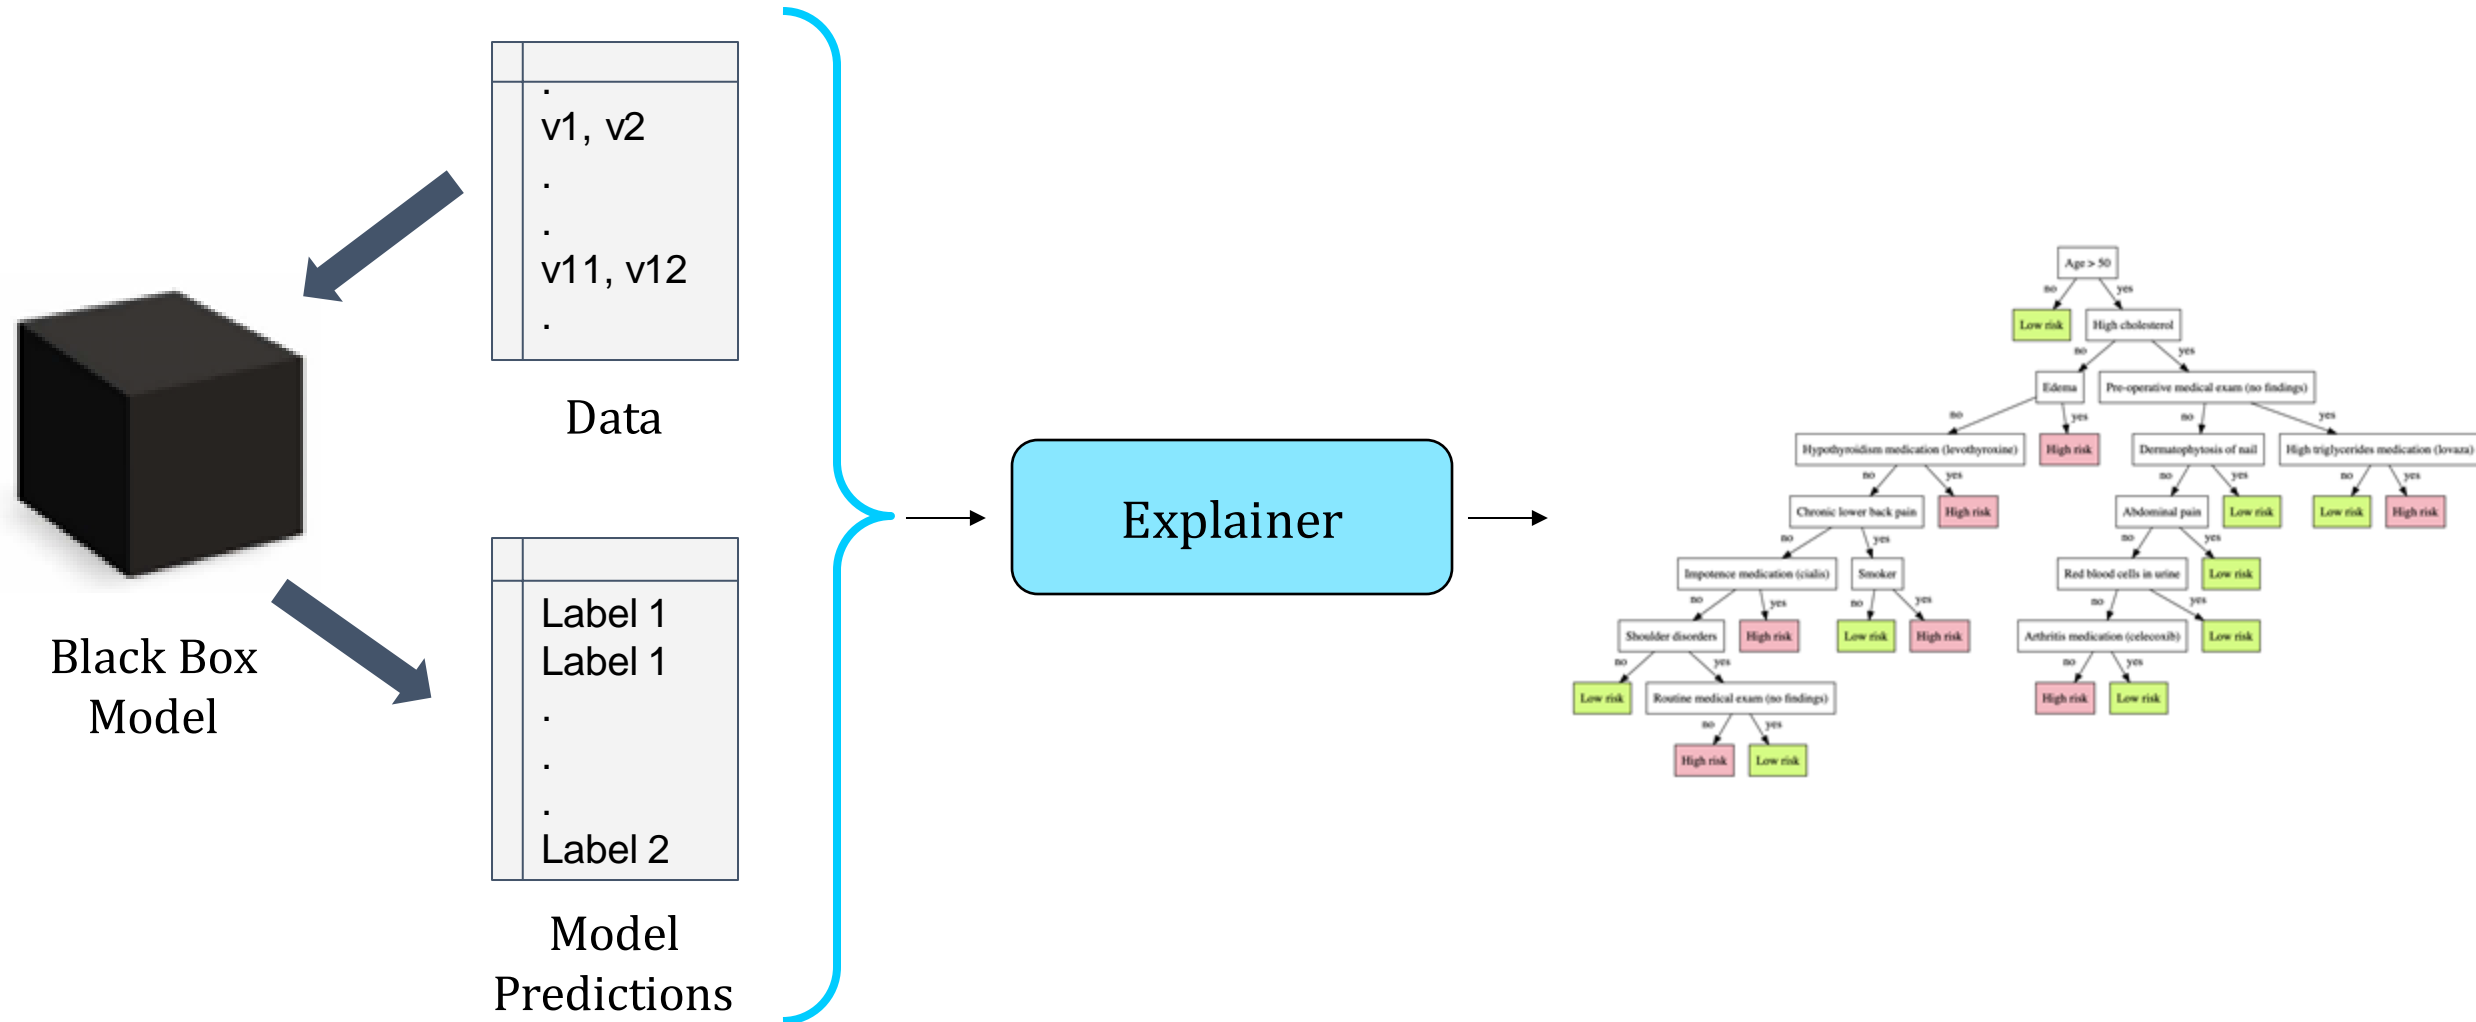 .
v1, v2
.
.
v11, v12
.
Data
Black Box
Model
Label 1
Label 1
.
.
.
Label 2
Model
Predictions
Explainer
Age > 50
no
yes
Low risk
High cholesterol
no
yes
Edema
Pre-operative medical exam (no findings)
no
yes
no
yes
Hypothyroidism medication (levothyroxine)
High risk
Dermatophytosis of nail
High triglycerides medication (lovaza)
no
yes
no
yes
no
yes
Chronic lower back pain
High risk
Abdominal pain
Low risk
Low risk
High risk
no
yes
no
yes
Impotence medication (cialis)
Smoker
Red blood cells in urine
Low risk
no
yes
no
yes
no
yes
Shoulder disorders
High risk
Low risk
High risk
Arthritis medication (celecoxib)
Low risk
no
yes
no
yes
Low risk
Routine medical exam (no findings)
High risk
Low risk
no
yes
High risk
Low risk